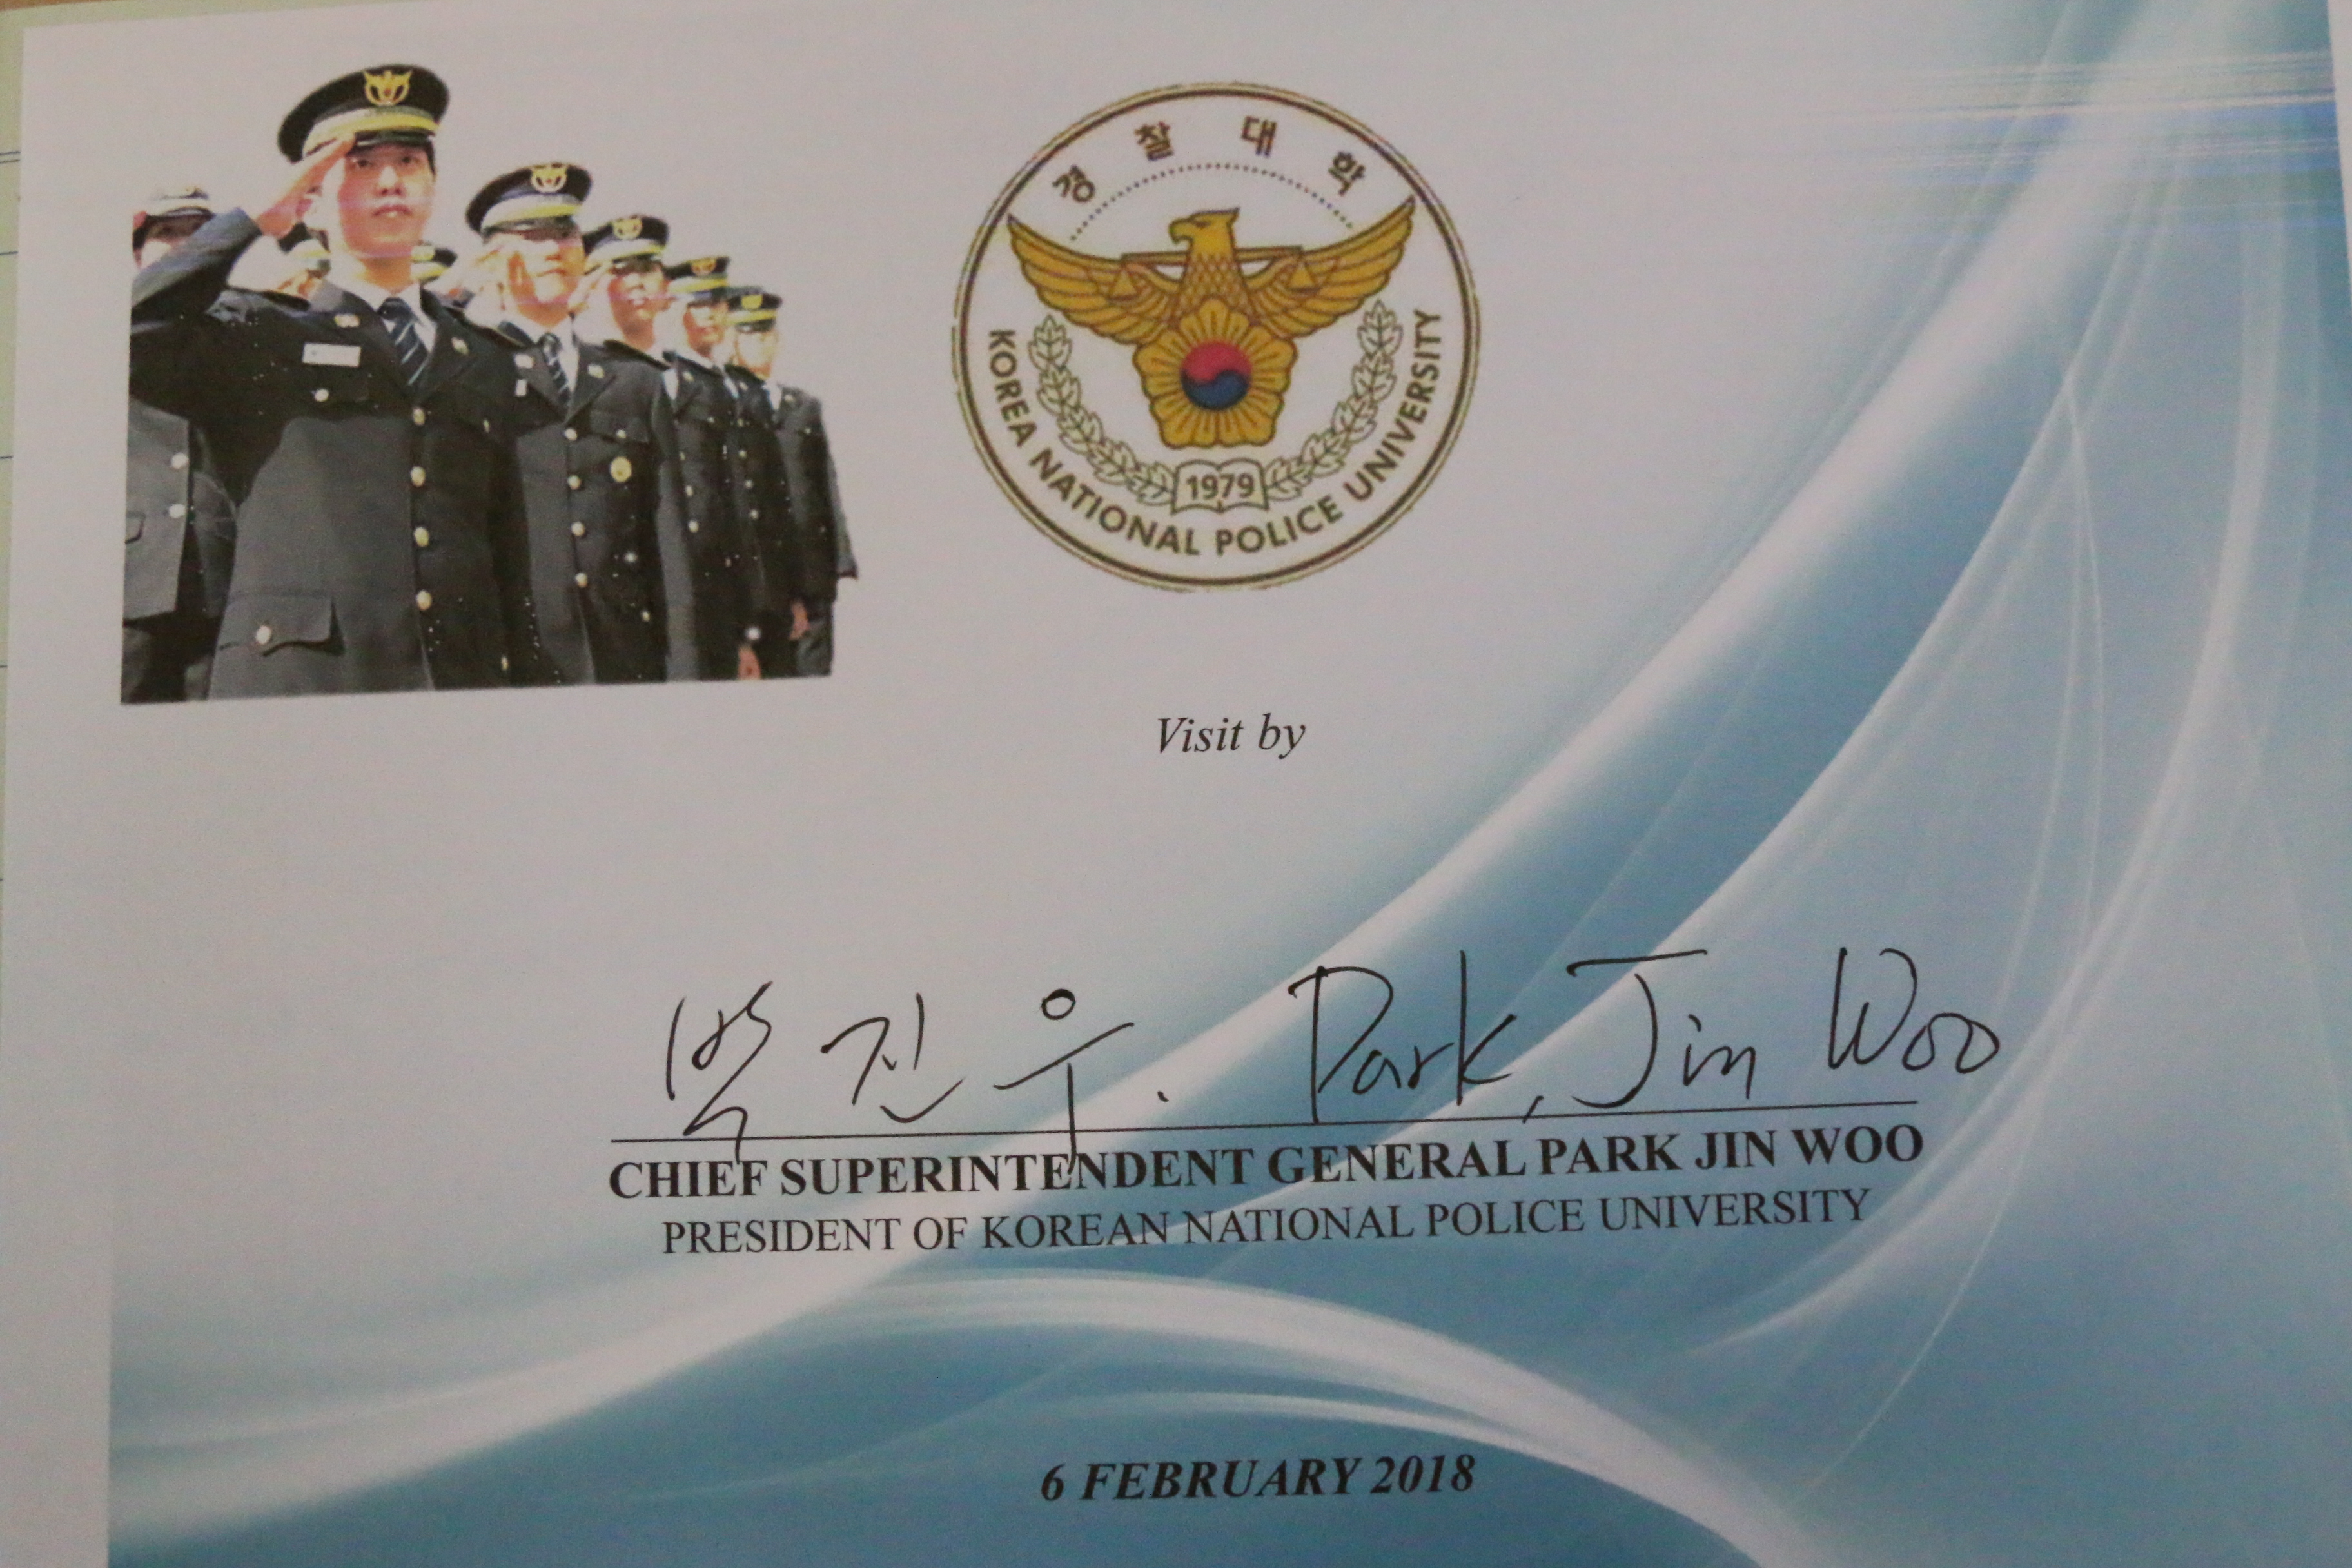 경찰대학
KOREA NATIONAL POLICE UNIVERSITY
1979
Visit by
박진우. Park, Jin Woo
CHIEF SUPERINTENDENT GENERAL PARK JIN WOO
PRESIDENT OF KOREAN NATIONAL POLICE UNIVERSITY
6 FEBRUARY 2018